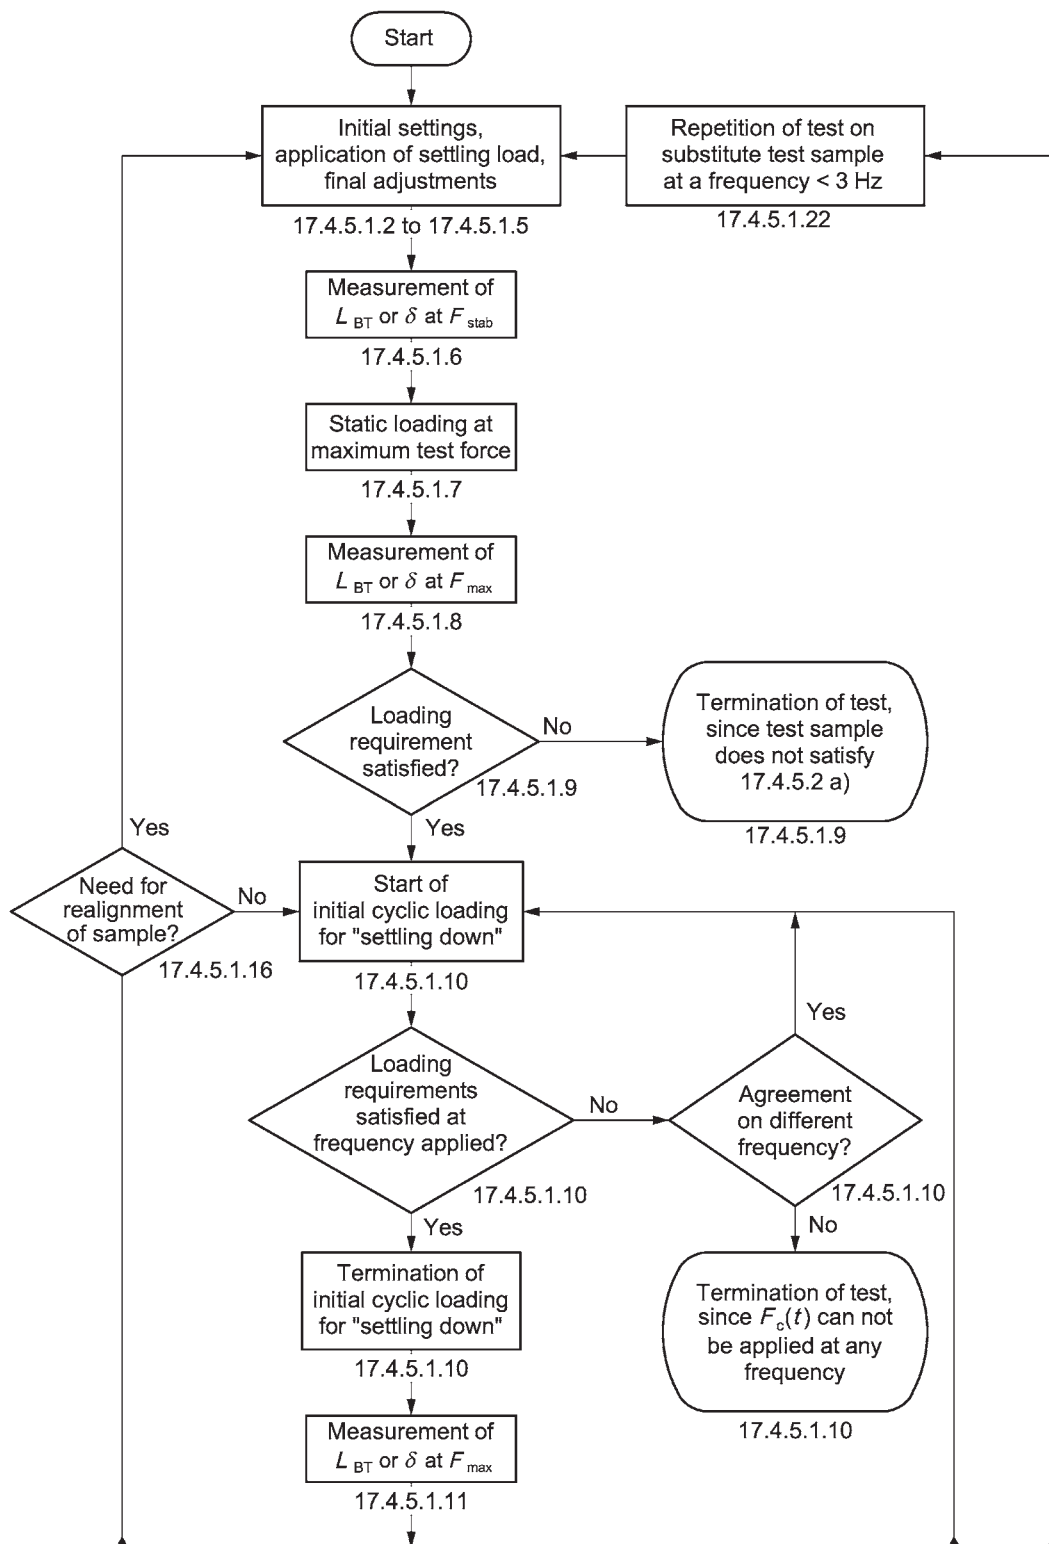 Start
Initial settings,
application of settling load,
final adjustments
17.4.5.1.2 to 17.4.5.1.5
Repetition of test on
substitute test sample
at a frequency < 3 Hz
17.4.5.1.22
Measurement of
L BT or δ at F stab
17.4.5.1.6
Static loading at
maximum test force
17.4.5.1.7
Measurement of
L BT or δ at F max
17.4.5.1.8
Loading
requirement
satisfied?
17.4.5.1.9
No
Termination of test,
since test sample
does not satisfy
17.4.5.2 a)
17.4.5.1.9
Yes
Yes
Need for
realignment
of sample?
17.4.5.1.16
No
Start of
initial cyclic loading
for "settling down"
17.4.5.1.10
Loading
requirements
satisfied at
frequency applied?
17.4.5.1.10
No
Yes
Agreement
on different
frequency?
17.4.5.1.10
No
Termination of test,
since Fc(t) can not
be applied at any
frequency
17.4.5.1.10
Yes
Termination of
initial cyclic loading
for "settling down"
17.4.5.1.10
Measurement of
L BT or δ at F max
17.4.5.1.11